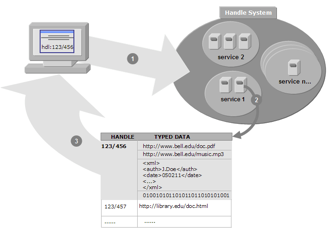 Handle System
hdl:123/456
1
service 2
service n...
service 1
2
3
HANDLE TYPED DATA
123/456 http://www.bell.edu/doc.pdf
http://www.bell.edu/music.mp3
<xml>
<auth>J.Doe</auth>
<date>050211</date>
<...>
</xml>
0100101011010110110101001
123/457 http://library.edu/doc.html
..... .....